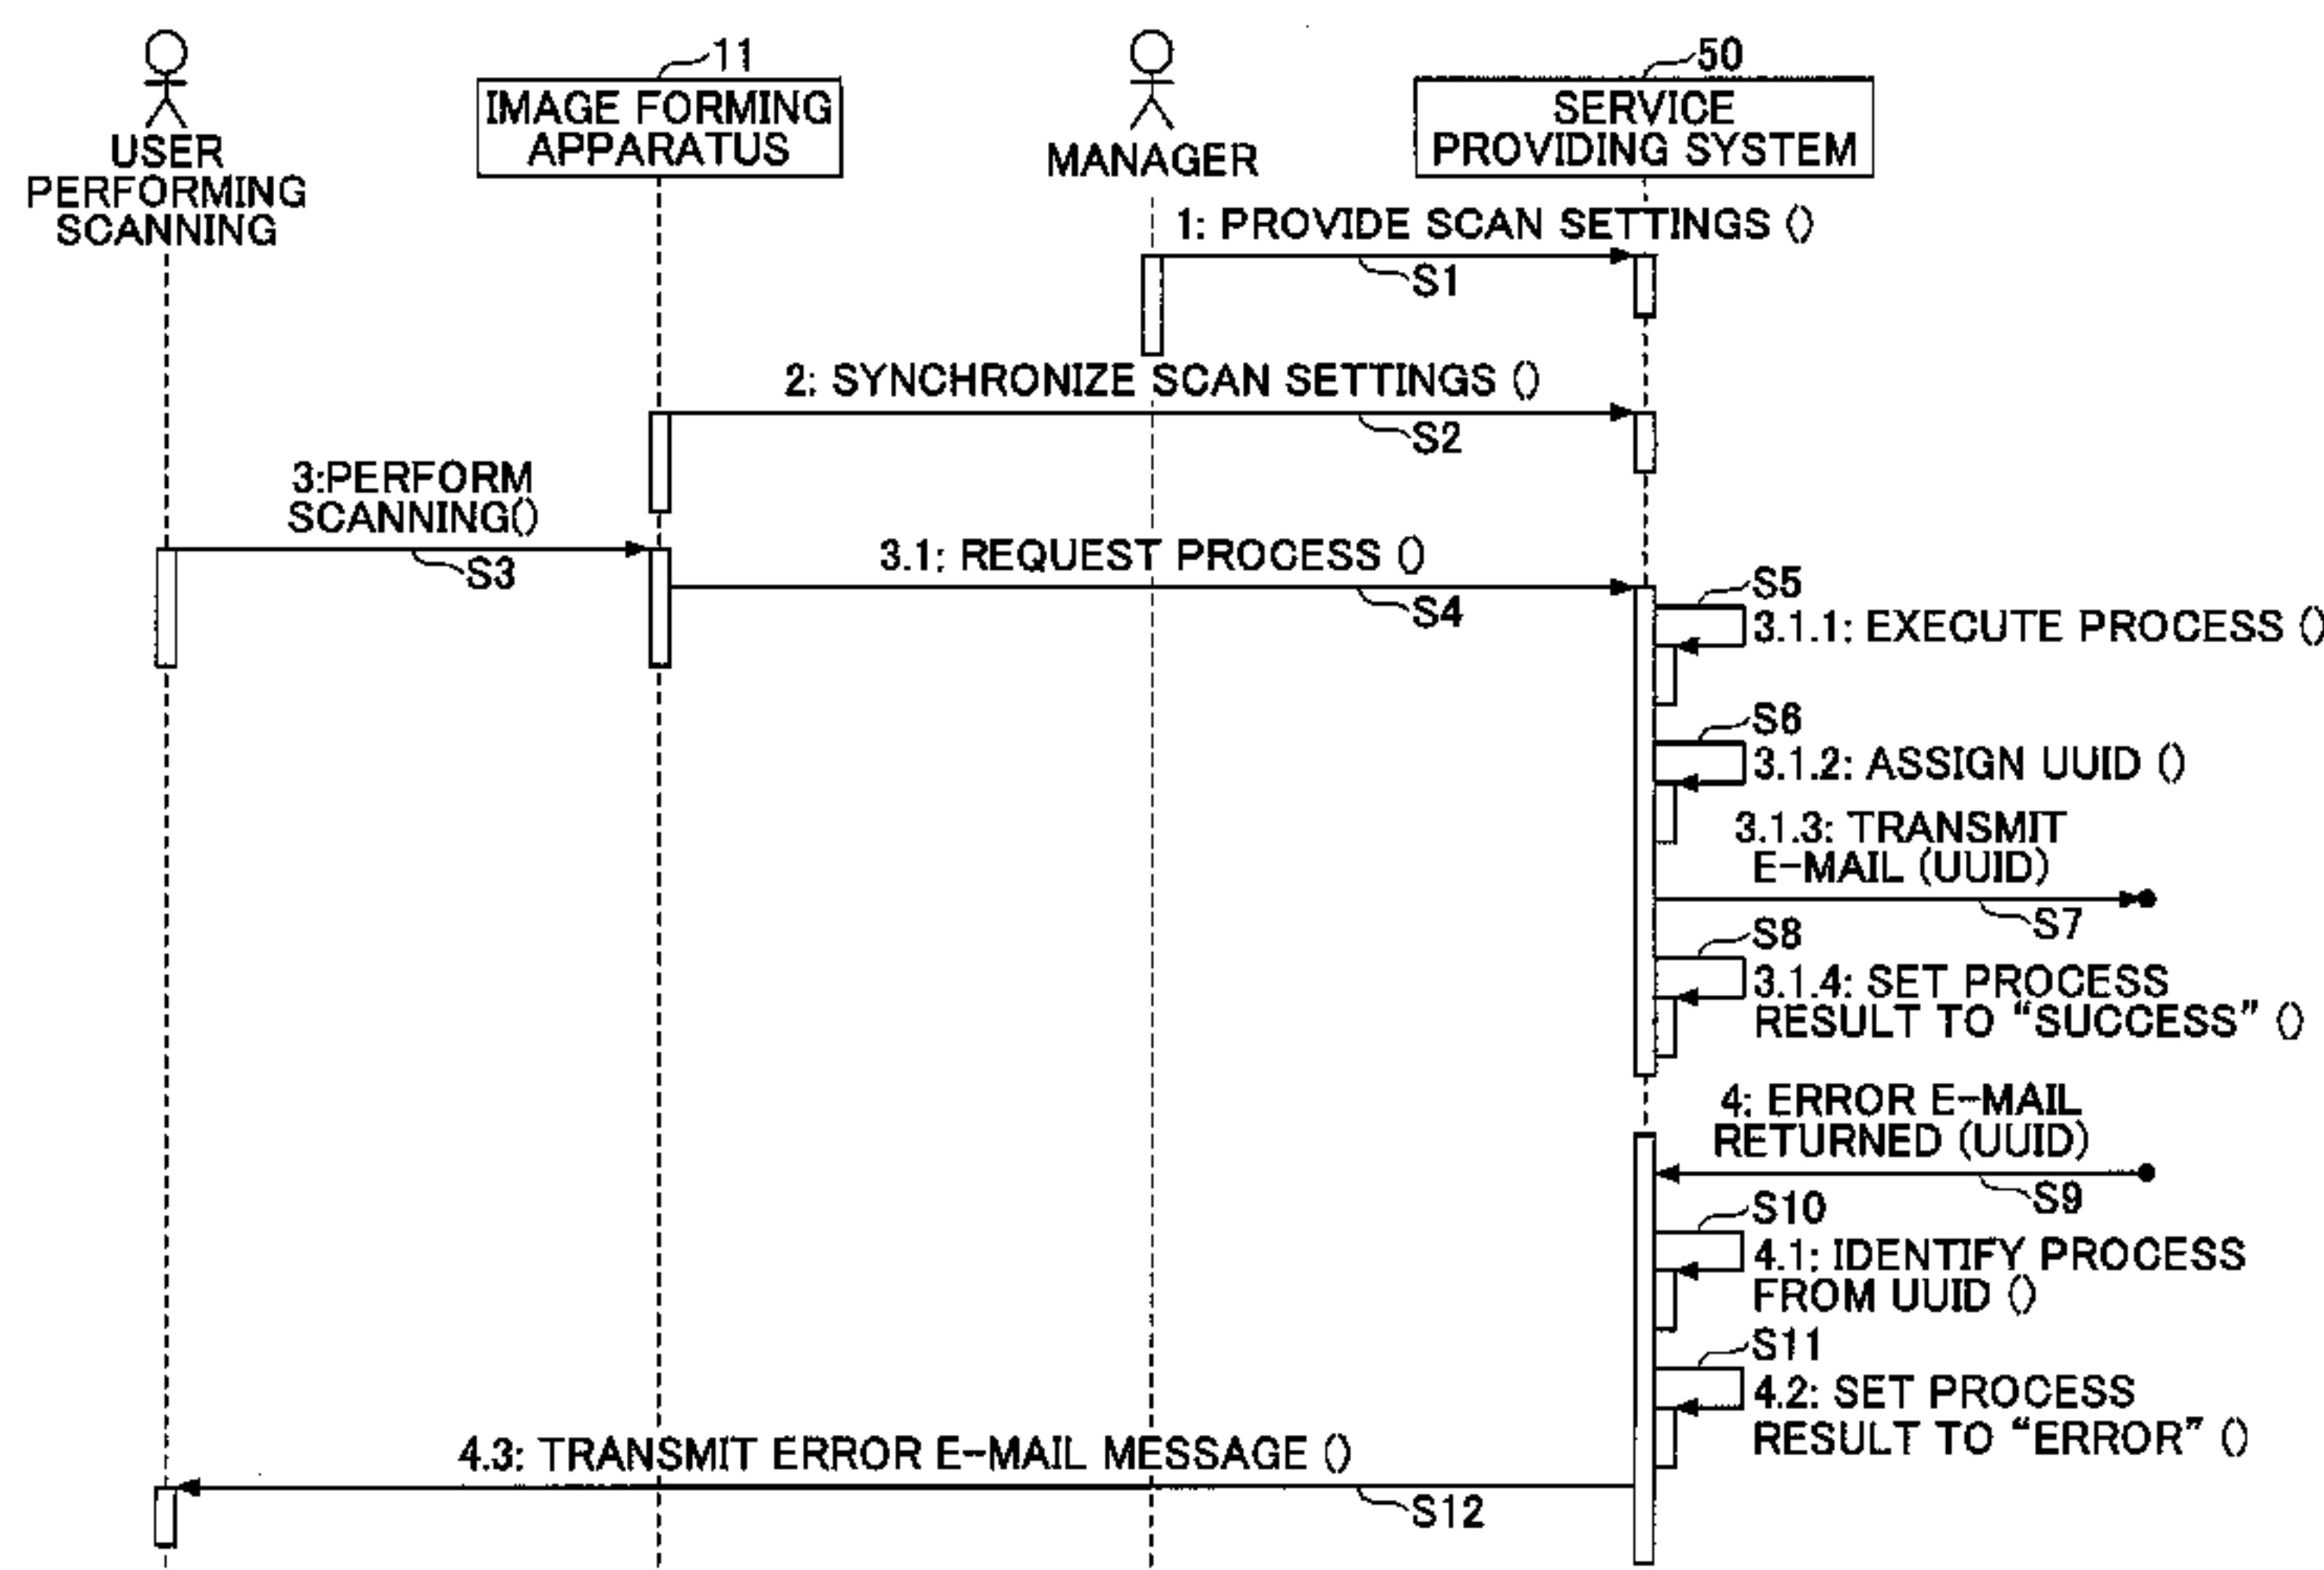 11
50
IMAGE FORMING
APPARATUS
SERVICE
PROVIDING SYSTEM
USER
PERFORMING
SCANNING
MANAGER
1: PROVIDE SCAN SETTINGS ()
S1
2: SYNCHRONIZE SCAN SETTINGS ()
S2
3:PERFORM
SCANNING()
S3
3.1: REQUEST PROCESS ()
S4
S5
3.1.1: EXECUTE PROCESS ()
S6
3.1.2: ASSIGN UUID ()
3.1.3: TRANSMIT
E-MAIL (UUID)
S7
S8
3.1.4: SET PROCESS
RESULT TO “SUCCESS” ()
4: ERROR E-MAIL
RETURNED (UUID)
S9
S10
4.1: IDENTIFY PROCESS
FROM UUID ()
S11
4.2: SET PROCESS
RESULT TO “ERROR” ()
4.3: TRANSMIT ERROR E-MAIL MESSAGE ()
S12